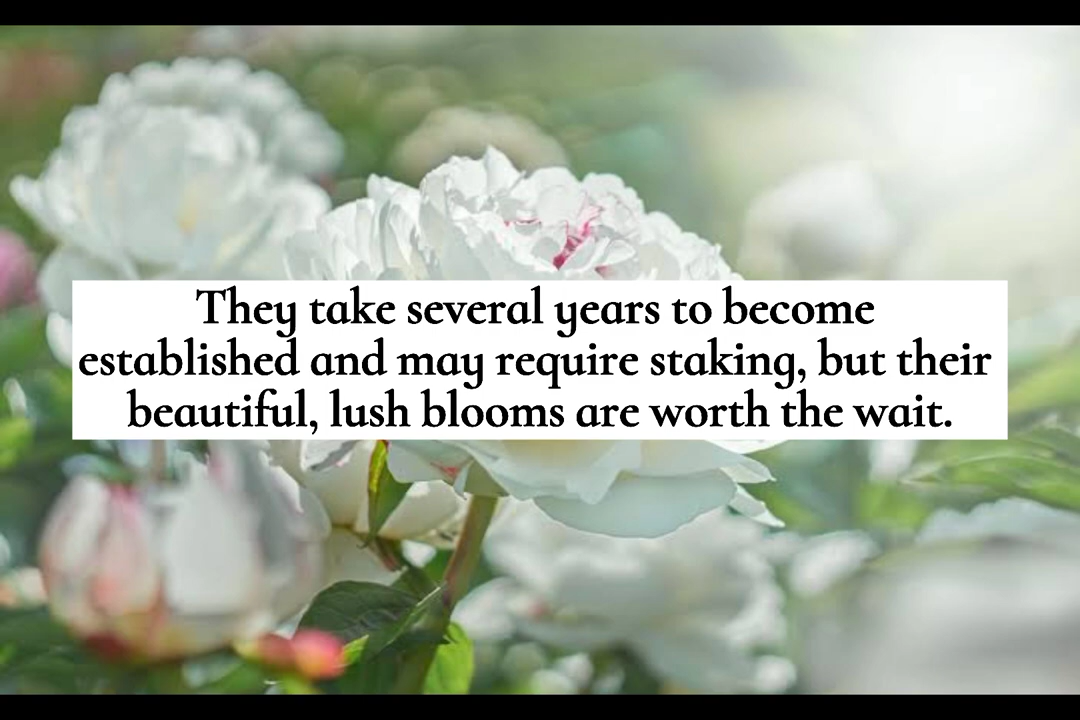 They take several years to become
established and may require staking, but their
beautiful, lush blooms are worth the wait.